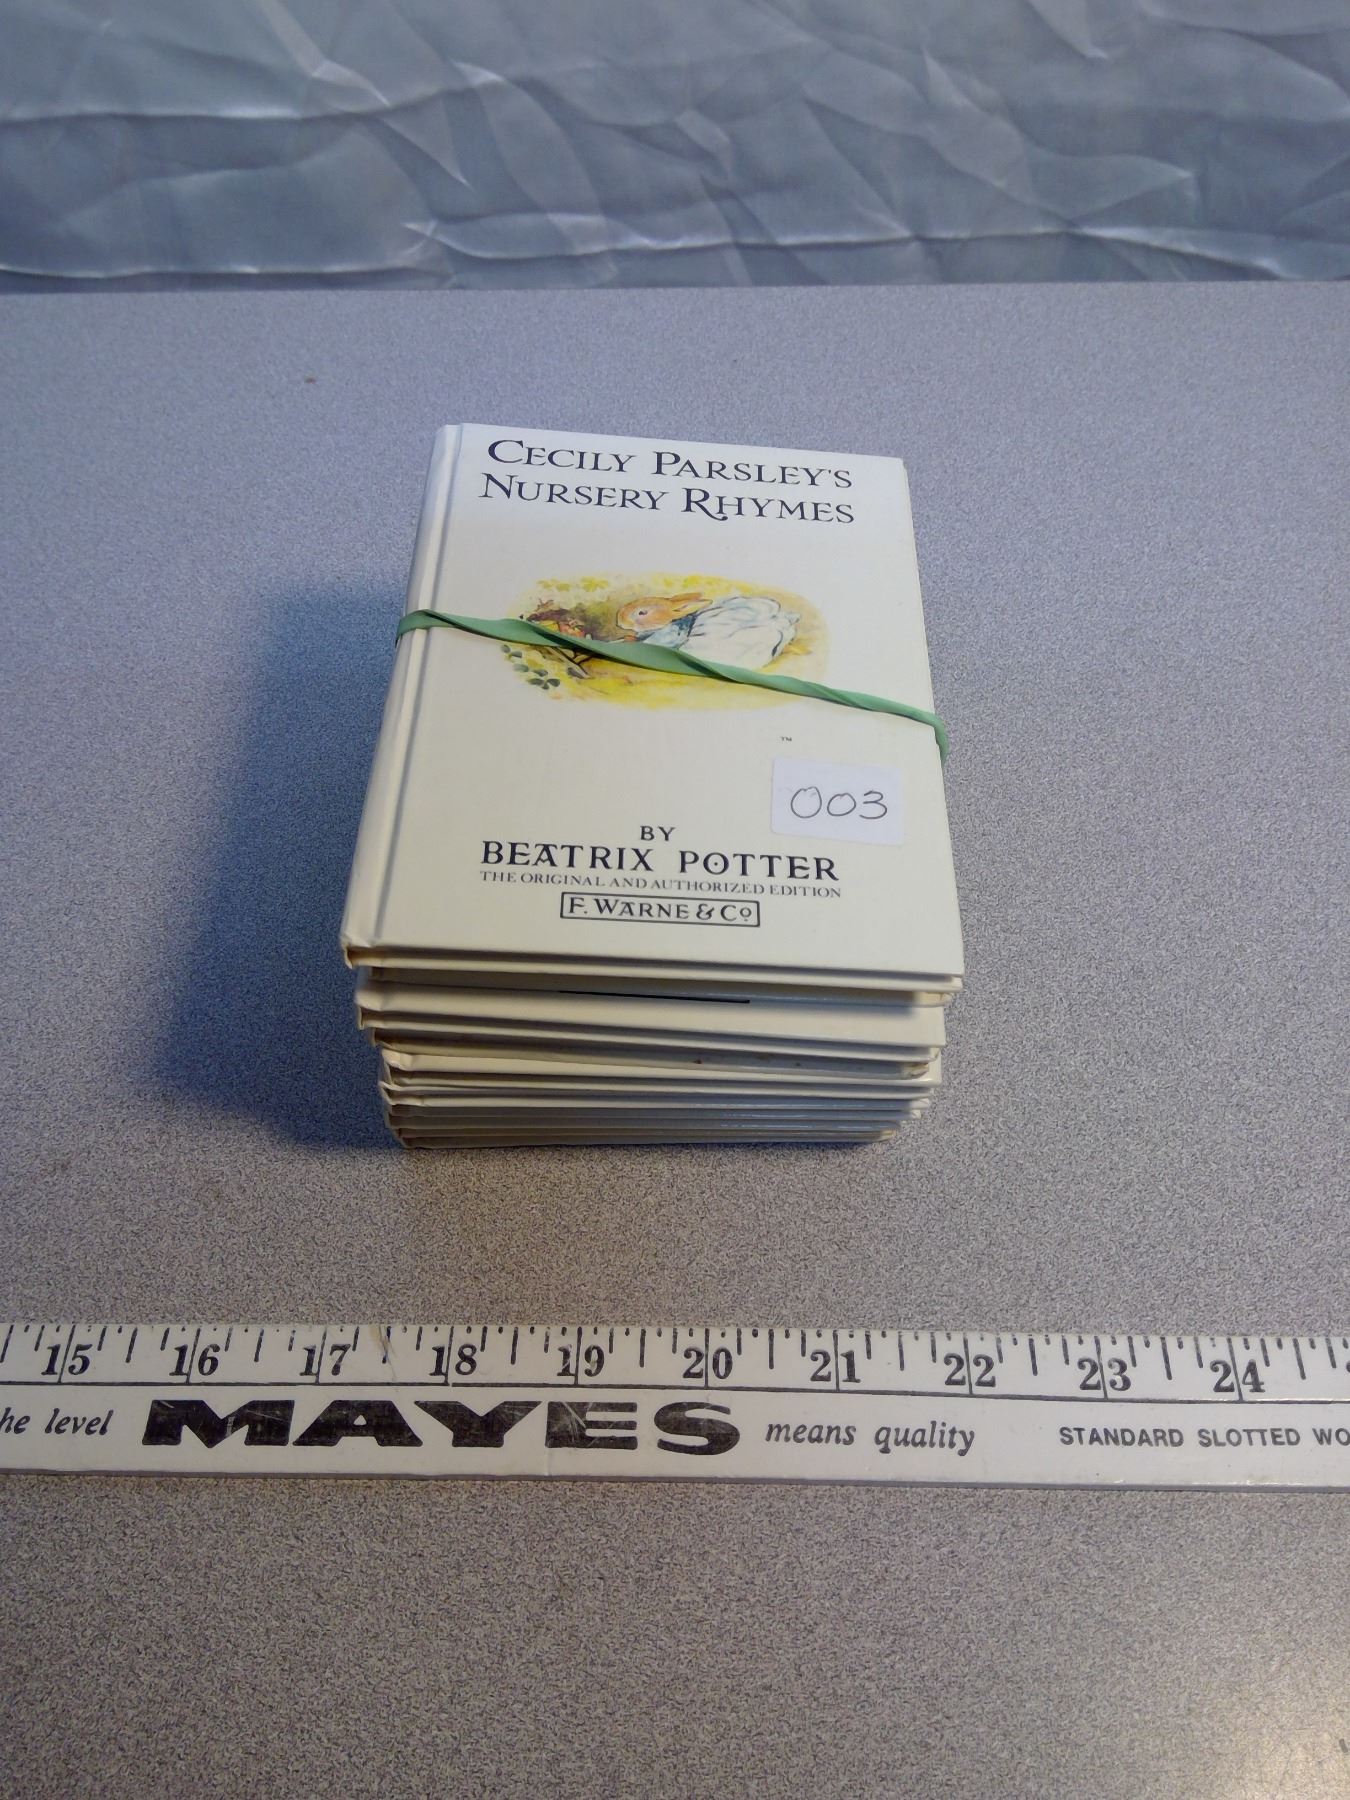 CECILY PARSLEY'S
NURSERY RHYMES
™
003
BY
BEATRIX POTTER
THE ORIGINAL AND AUTHORIZED EDITION
F. WARNE & Co
15 16 17 18 19 20 21 22 23 24
he level MAYES means quality STANDARD SLOTTED WO